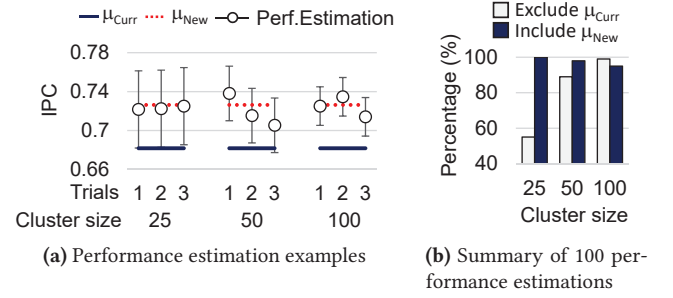 μCurr μNew Perf.Estimation
0.78
0.74
0.7
0.66
IPC
Trials 1 2 3 1 2 3 1 2 3
Cluster size 25 50 100
(a) Performance estimation examples
Exclude μCurr
Include μNew
100
80
60
40
Percentage (%)
25 50 100
Cluster size
(b) Summary of 100 per-
formance estimations